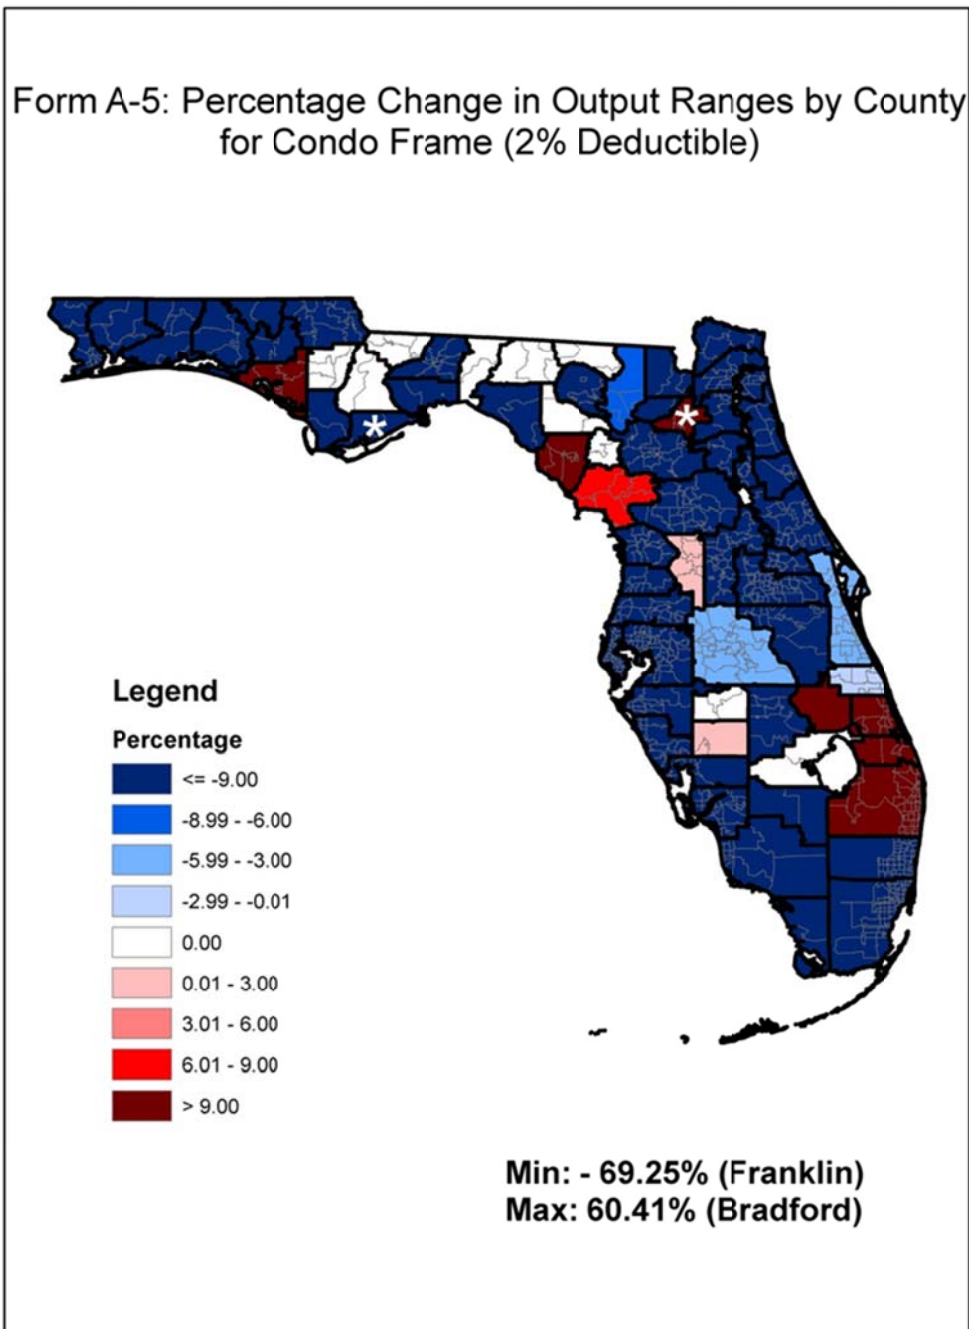 Form A-5: Percentage Change in Output Ranges by County
for Condo Frame (2% Deductible)
*
*
Legend
Percentage
<= -9.00
-8.99 - -6.00
-5.99 - -3.00
-2.99 - -0.01
0.00
0.01 - 3.00
3.01 - 6.00
6.01 - 9.00
> 9.00
Min: - 69.25% (Franklin)
Max: 60.41% (Bradford)